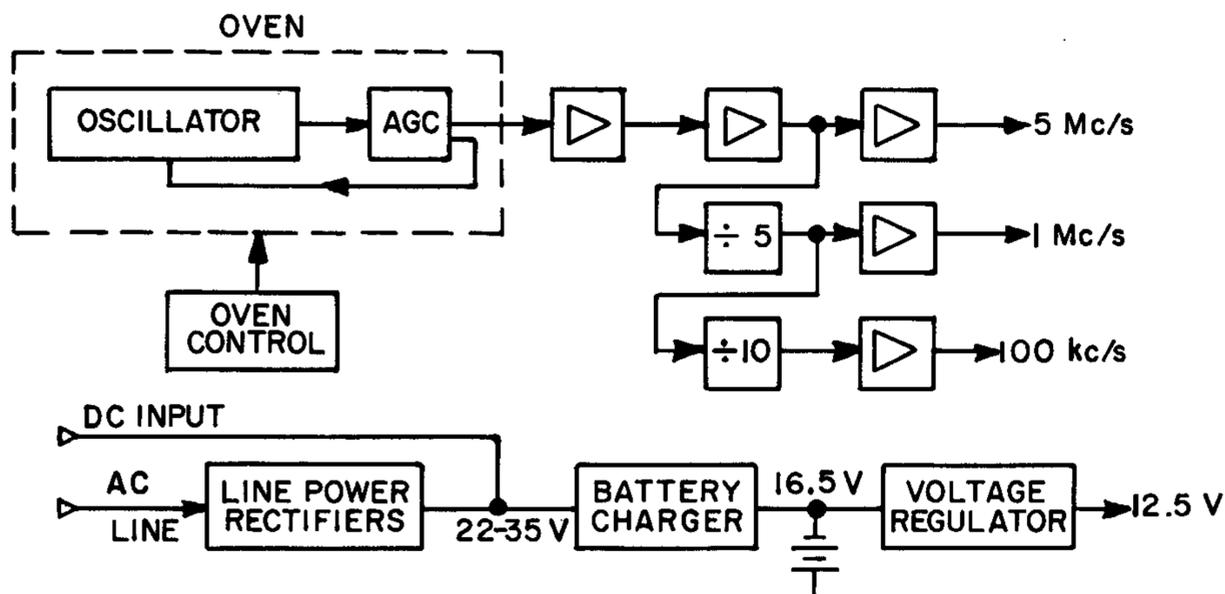 OVEN
OSCILLATOR
AGC
5 Mc/s
÷ 5
1 Mc/s
OVEN
CONTROL
÷10
100 kc/s
DC INPUT
AC
LINE
LINE POWER
RECTIFIERS
22-35 V
BATTERY
CHARGER
16.5 V
VOLTAGE
REGULATOR
12.5 V